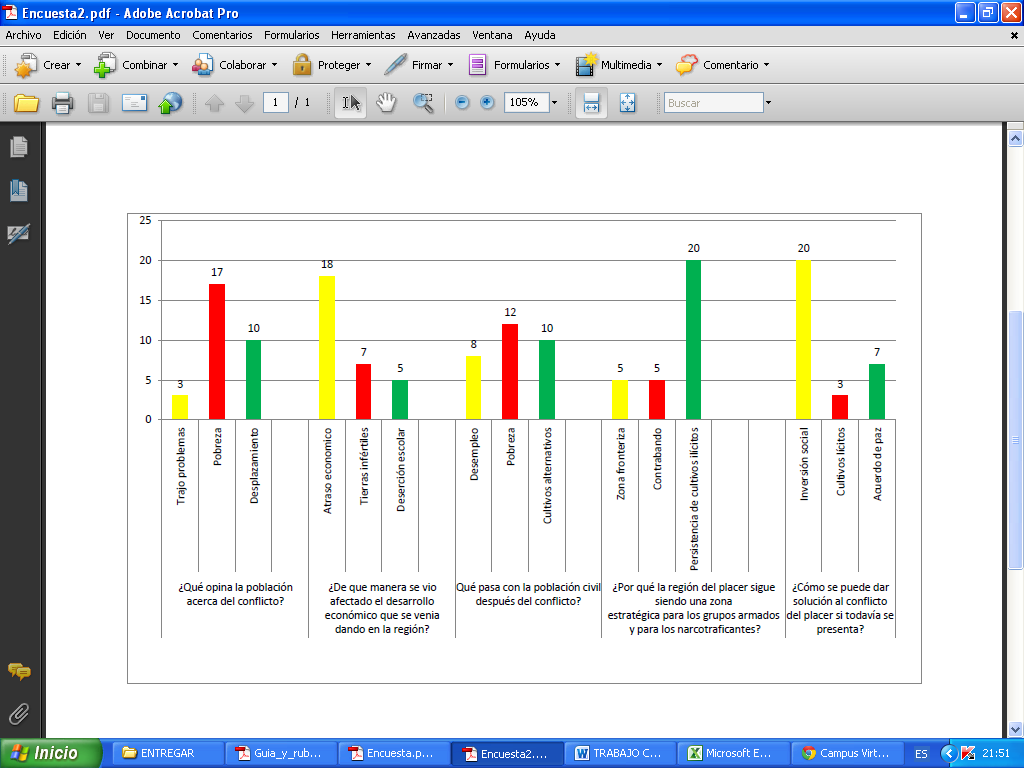 Encuesta2.pdf - Adobe Acrobat Pro
Archivo Edición Ver Documento Comentarios Formularios Herramientas Avanzadas Ventana Ayuda
Crear Combinar Colaborar Proteger Firmar Formularios Multimedia Comentario
1 / 1 105% Buscar
25
20
15
10
5
0
3
17
10
18
7
5
8
12
10
5
5
20
20
3
7
Trajo problemas
Pobreza
Desplazamiento
Atraso economico
Tierras infértiles
Deserción escolar
Desempleo
Pobreza
Cultivos alternativos
Zona fronteriza
Contrabando
Persistencia de cultivos ilícitos
Inversión social
Cultivos lícitos
Acuerdo de paz
¿Qué opina la población
acerca del conflicto?
¿De que manera se vio
afectado el desarrollo
económico que se venia
dando en la región?
Qué pasa con la población civil
después del conflicto?
¿Por qué la región del placer sigue
siendo una zona
estratégica para los grupos armados
y para los narcotraficantes?
¿Cómo se puede dar
solución al conflicto
del placer si todavía se
presenta?
Inicio ENTREGAR Guia_y_rub... Encuesta.p... Encuesta2.... TRABAJO C... Microsoft E... Campus Virt... ES 21:51